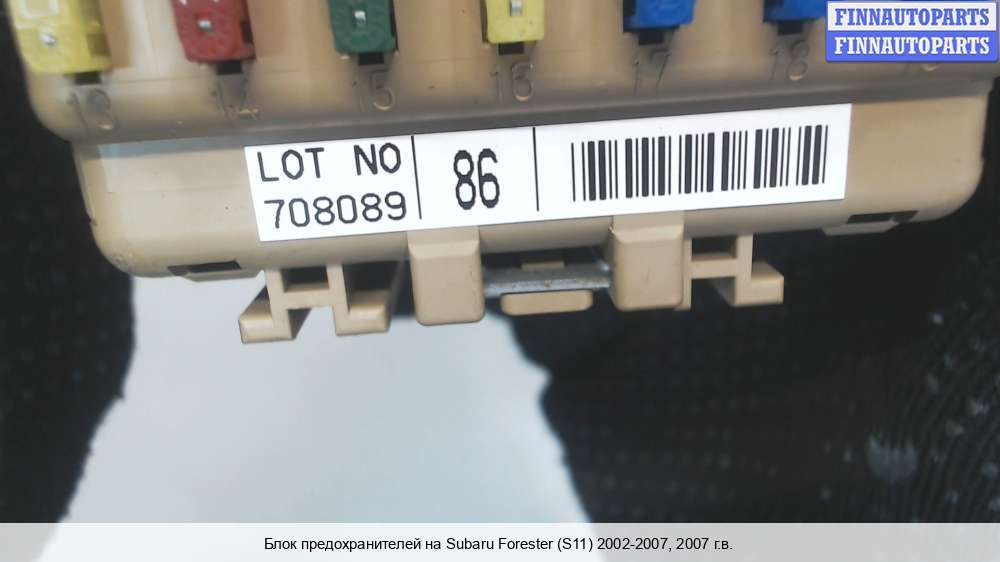 FINNAUTOPARTS
FINNAUTOPARTS
13 14 15 16 17 18
LOT NO
708089
86
Блок предохранителей на Subaru Forester (S11) 2002-2007, 2007 г.в.